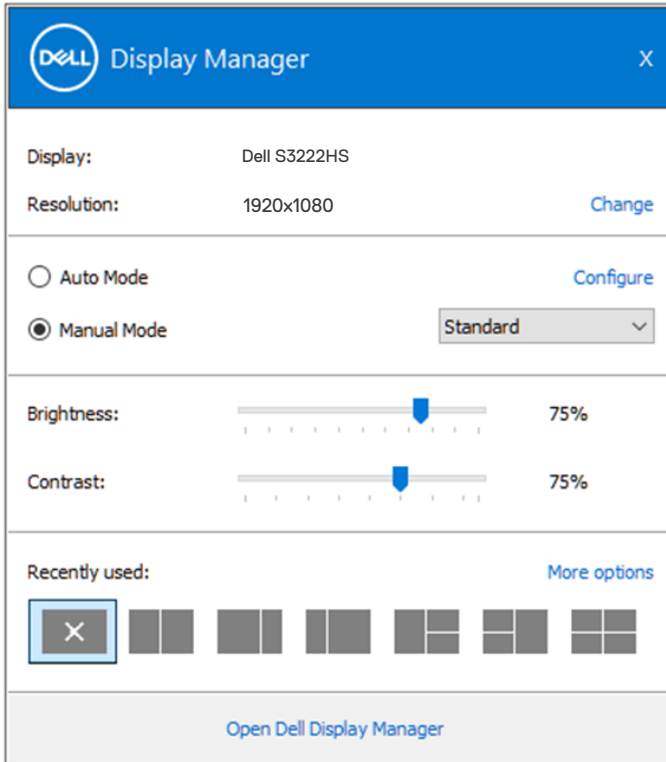 DELL Display Manager X
Display: Dell S3222HS
Resolution: 1920x1080 Change
Auto Mode Configure
Manual Mode Standard
Brightness: 75%
Contrast: 75%
Recently used: More options
Open Dell Display Manager